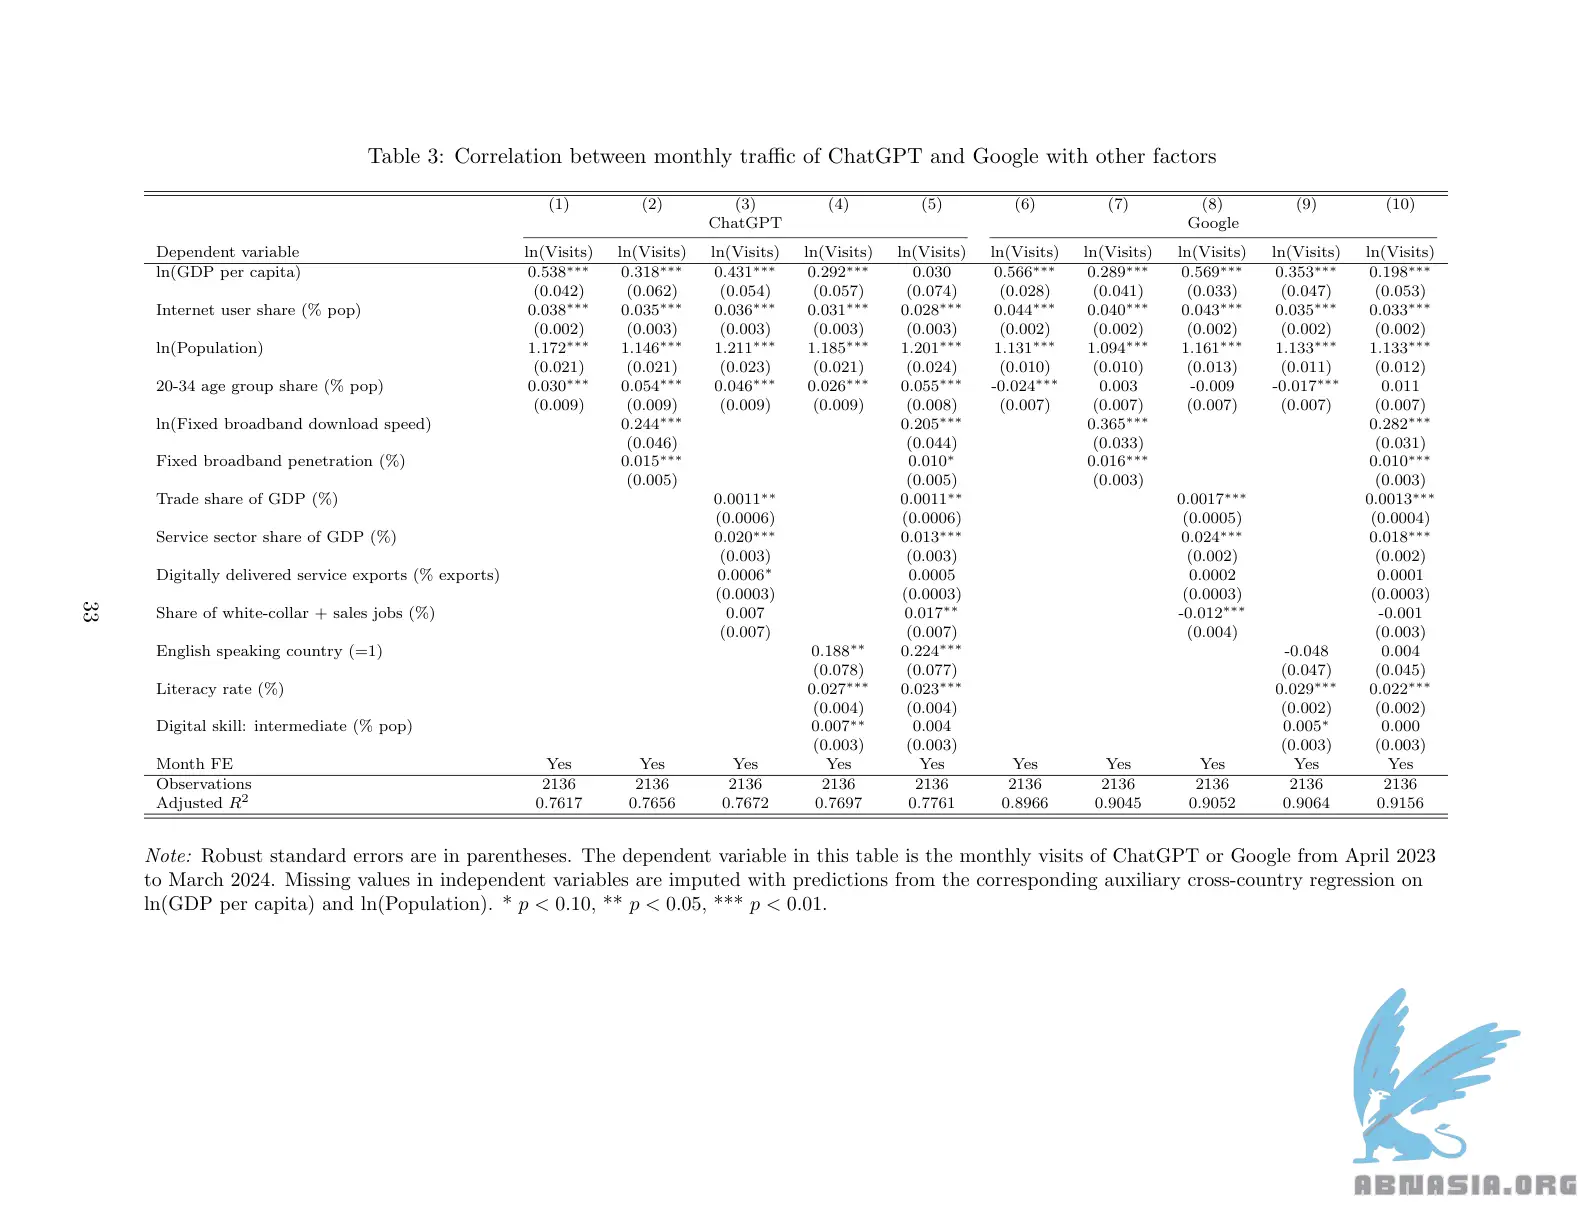 Table 3: Correlation between monthly traffic of ChatGPT and Google with other factors
(1) (2) (3) (4) (5) (6) (7) (8) (9) (10)
ChatGPT Google
Dependent variable ln(Visits) ln(Visits) ln(Visits) ln(Visits) ln(Visits) ln(Visits) ln(Visits) ln(Visits) ln(Visits) ln(Visits)
ln(GDP per capita) 0.538*** 0.318*** 0.431*** 0.292*** 0.030 0.566*** 0.289*** 0.569*** 0.353*** 0.198***
(0.042) (0.062) (0.054) (0.057) (0.074) (0.028) (0.041) (0.033) (0.047) (0.053)
Internet user share (% pop) 0.038*** 0.035*** 0.036*** 0.031*** 0.028*** 0.044*** 0.040*** 0.043*** 0.035*** 0.033***
(0.002) (0.003) (0.003) (0.003) (0.003) (0.002) (0.002) (0.002) (0.002) (0.002)
ln(Population) 1.172*** 1.146*** 1.211*** 1.185*** 1.201*** 1.131*** 1.094*** 1.161*** 1.133*** 1.133***
(0.021) (0.021) (0.023) (0.021) (0.024) (0.010) (0.010) (0.013) (0.011) (0.012)
20-34 age group share (% pop) 0.030*** 0.054*** 0.046*** 0.026*** 0.055*** -0.024*** 0.003 -0.009 -0.017*** 0.011
(0.009) (0.009) (0.009) (0.009) (0.008) (0.007) (0.007) (0.007) (0.007) (0.007)
ln(Fixed broadband download speed) 0.244*** 0.205*** 0.365*** 0.282***
(0.046) (0.044) (0.033) (0.031)
Fixed broadband penetration (%) 0.015*** 0.010* 0.016*** 0.010***
(0.005) (0.005) (0.003) (0.003)
Trade share of GDP (%) 0.0011** 0.0011** 0.0017*** 0.0013***
(0.0006) (0.0006) (0.0005) (0.0004)
Service sector share of GDP (%) 0.020*** 0.013*** 0.024*** 0.018***
(0.003) (0.003) (0.002) (0.002)
Digitally delivered service exports (% exports) 0.0006* 0.0005 0.0002 0.0001
(0.0003) (0.0003) (0.0003) (0.0003)
Share of white-collar + sales jobs (%) 0.007 0.017** -0.012*** -0.001
(0.007) (0.007) (0.004) (0.003)
English speaking country (=1) 0.188** 0.224*** -0.048 0.004
(0.078) (0.077) (0.047) (0.045)
Literacy rate (%) 0.027*** 0.023*** 0.029*** 0.022***
(0.004) (0.004) (0.002) (0.002)
Digital skill: intermediate (% pop) 0.007** 0.004 0.005* 0.000
(0.003) (0.003) (0.003) (0.003)
Month FE Yes Yes Yes Yes Yes Yes Yes Yes Yes Yes
Observations 2136 2136 2136 2136 2136 2136 2136 2136 2136 2136
Adjusted R² 0.7617 0.7656 0.7672 0.7697 0.7761 0.8966 0.9045 0.9052 0.9064 0.9156
Note: Robust standard errors are in parentheses. The dependent variable in this table is the monthly visits of ChatGPT or Google from April 2023
to March 2024. Missing values in independent variables are imputed with predictions from the corresponding auxiliary cross-country regression on
ln(GDP per capita) and ln(Population). * p < 0.10, ** p < 0.05, *** p < 0.01.
33
ABNASIA.ORG